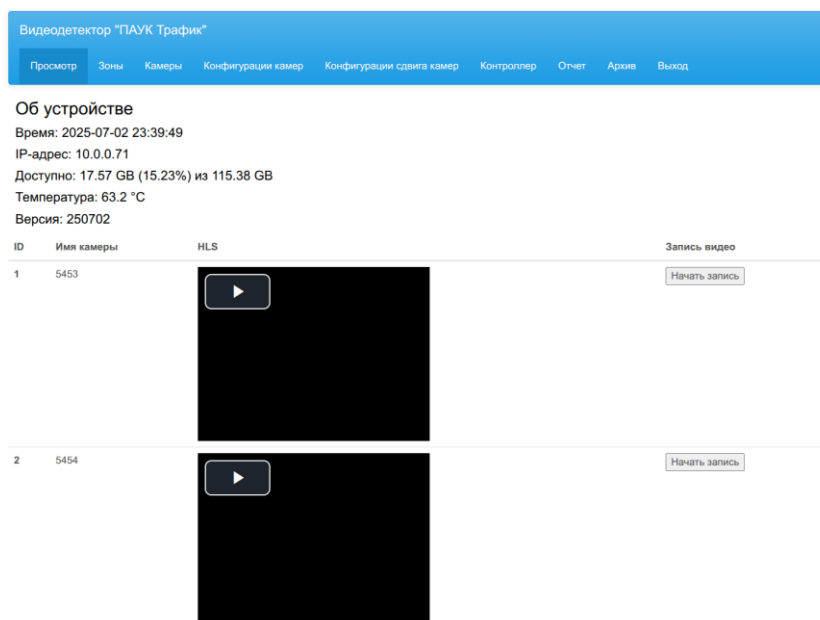 Видеодетектор "ПАУК Трафик"
Просмотр Зоны Камеры Конфигурации камер Конфигурации сдвига камер Контроллер Отчет Архив Выход
Об устройстве
Время: 2025-07-02 23:39:49
IP-адрес: 10.0.0.71
Доступно: 17.57 GB (15.23%) из 115.38 GB
Температура: 63.2 °C
Версия: 250702
ID Имя камеры HLS Запись видео
1 5453 Начать запись
2 5454 Начать запись